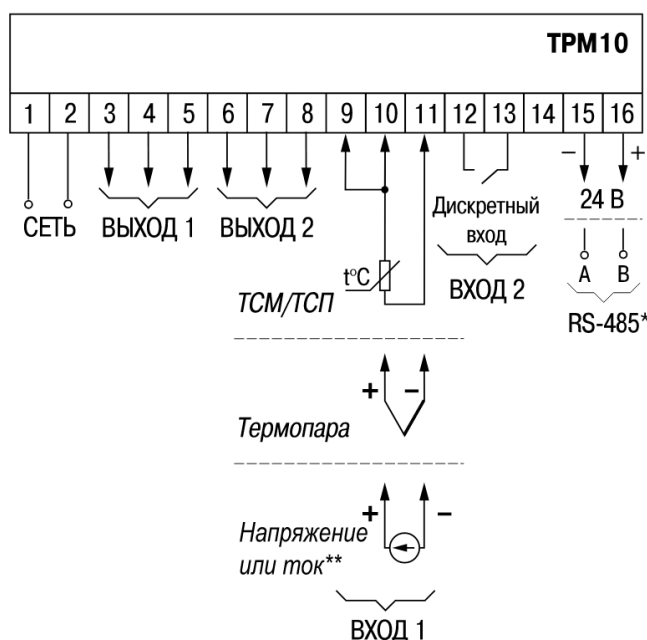 ТРМ10
1 2 3 4 5 6 7 8 9 10 11 12 13 14 15 16
− +
СЕТЬ ВЫХОД 1 ВЫХОД 2 Дискретный 24 В
вход
A B
t°C ВХОД 2
ТСМ/ТСП RS-485*
+ −
Термопара
+ −
Напряжение
или ток**
ВХОД 1